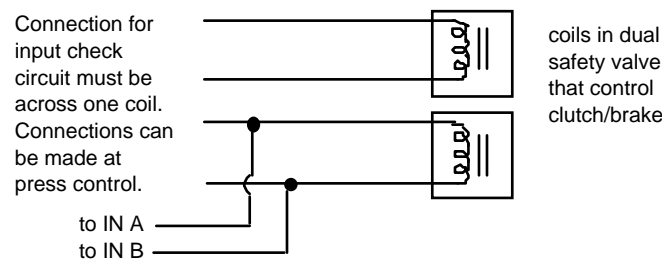 Connection for
input check
circuit must be
across one coil.
Connections can
be made at
press control.
to IN A
to IN B
coils in dual
safety valve
that control
clutch/brake